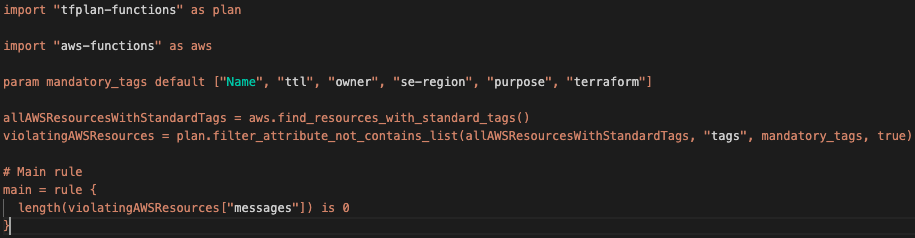 import "tfplan-functions" as plan
import "aws-functions" as aws
param mandatory_tags default ["Name", "ttl", "owner", "se-region", "purpose", "terraform"]
allAWSResourcesWithStandardTags = aws.find_resources_with_standard_tags()
violatingAWSResources = plan.filter_attribute_not_contains_list(allAWSResourcesWithStandardTags, "tags", mandatory_tags, true)
# Main rule
main = rule {
  length(violatingAWSResources["messages"]) is 0
}